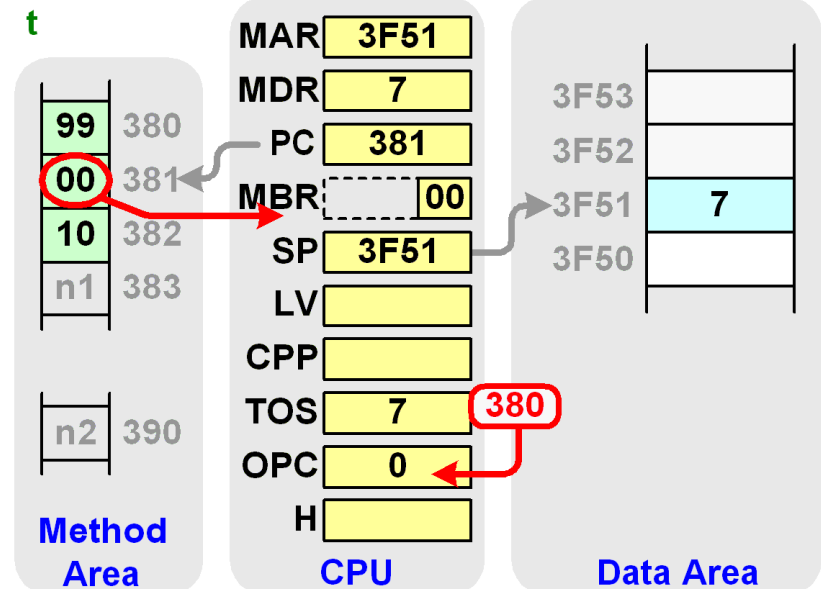 t
99 380
00 381
10 382
n1 383
n2 390
Method
Area
MAR 3F51
MDR 7
PC 381
MBR 00
SP 3F51
LV
CPP
TOS 7
380
OPC 0
H
CPU
3F53
3F52
3F51 7
3F50
Data Area